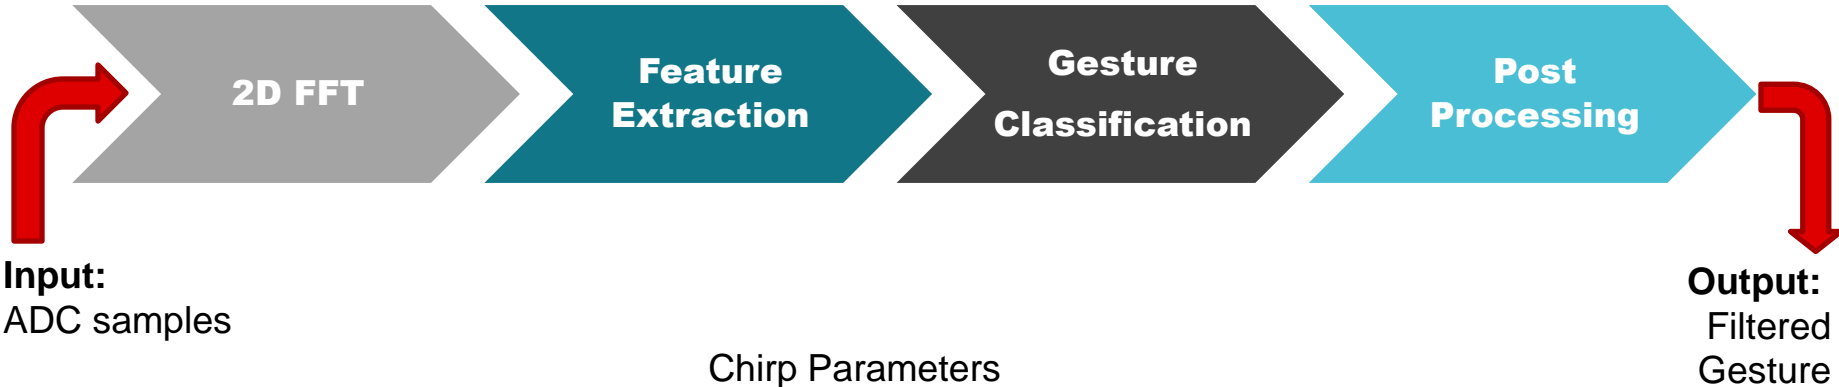 2D FFT
Feature
Extraction
Gesture
Classification
Post
Processing
Input:
ADC samples
Output:
Filtered
Gesture
Chirp Parameters